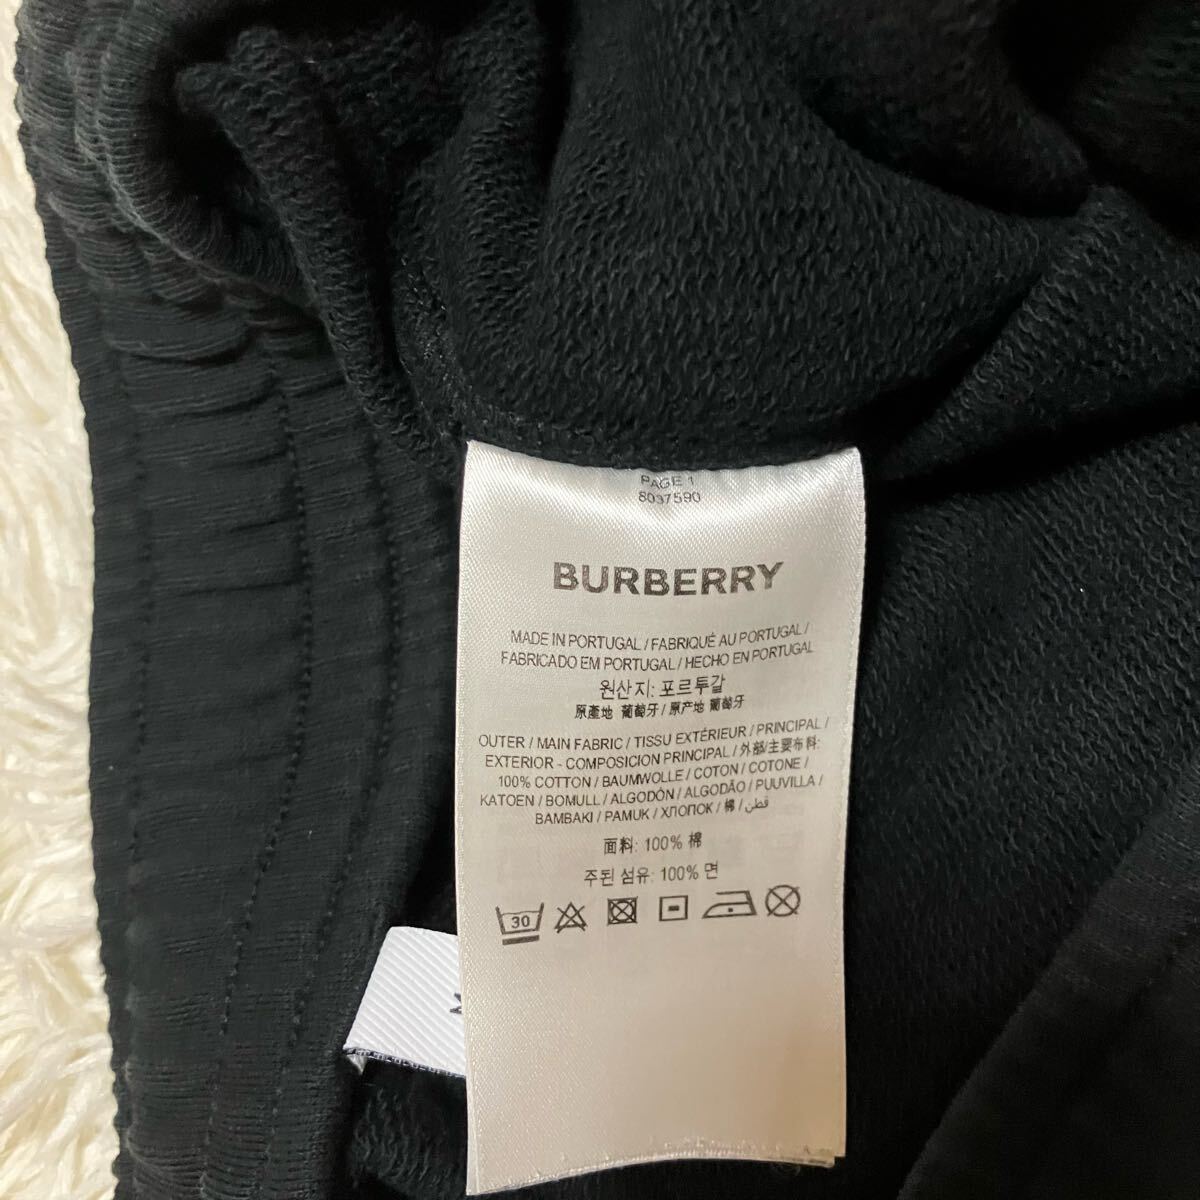 PAGE 1
8037590
BURBERRY
MADE IN PORTUGAL / FABRIQUÉ AU PORTUGAL /
FABRICADO EM PORTUGAL / HECHO EN PORTUGAL
원산지: 포르투갈
原產地 葡萄牙 / 原产地 葡萄牙
OUTER / MAIN FABRIC / TISSU EXTÉRIEUR / PRINCIPAL /
EXTERIOR - COMPOSICION PRINCIPAL / 外部/主要布料:
100% COTTON / BAUMWOLLE / COTON / COTONE /
KATOEN / BOMULL / ALGODÓN / ALGODÃO / PUUVILLA /
BAMBAKI / PAMUK / ХЛОПОК / 棉 / قطن
面料: 100% 棉
주된 섬유: 100% 면
30